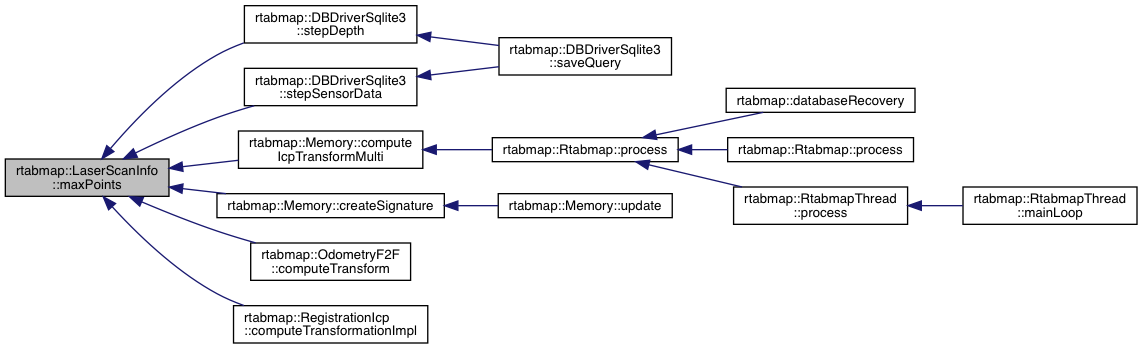 rtabmap::LaserScanInfo
::maxPoints
rtabmap::DBDriverSqlite3
::stepDepth
rtabmap::DBDriverSqlite3
::stepSensorData
rtabmap::Memory::compute
IcpTransformMulti
rtabmap::Memory::createSignature
rtabmap::OdometryF2F
::computeTransform
rtabmap::RegistrationIcp
::computeTransformationImpl
rtabmap::DBDriverSqlite3
::saveQuery
rtabmap::Rtabmap::process
rtabmap::Memory::update
rtabmap::databaseRecovery
rtabmap::Rtabmap::process
rtabmap::RtabmapThread
::process
rtabmap::RtabmapThread
::mainLoop